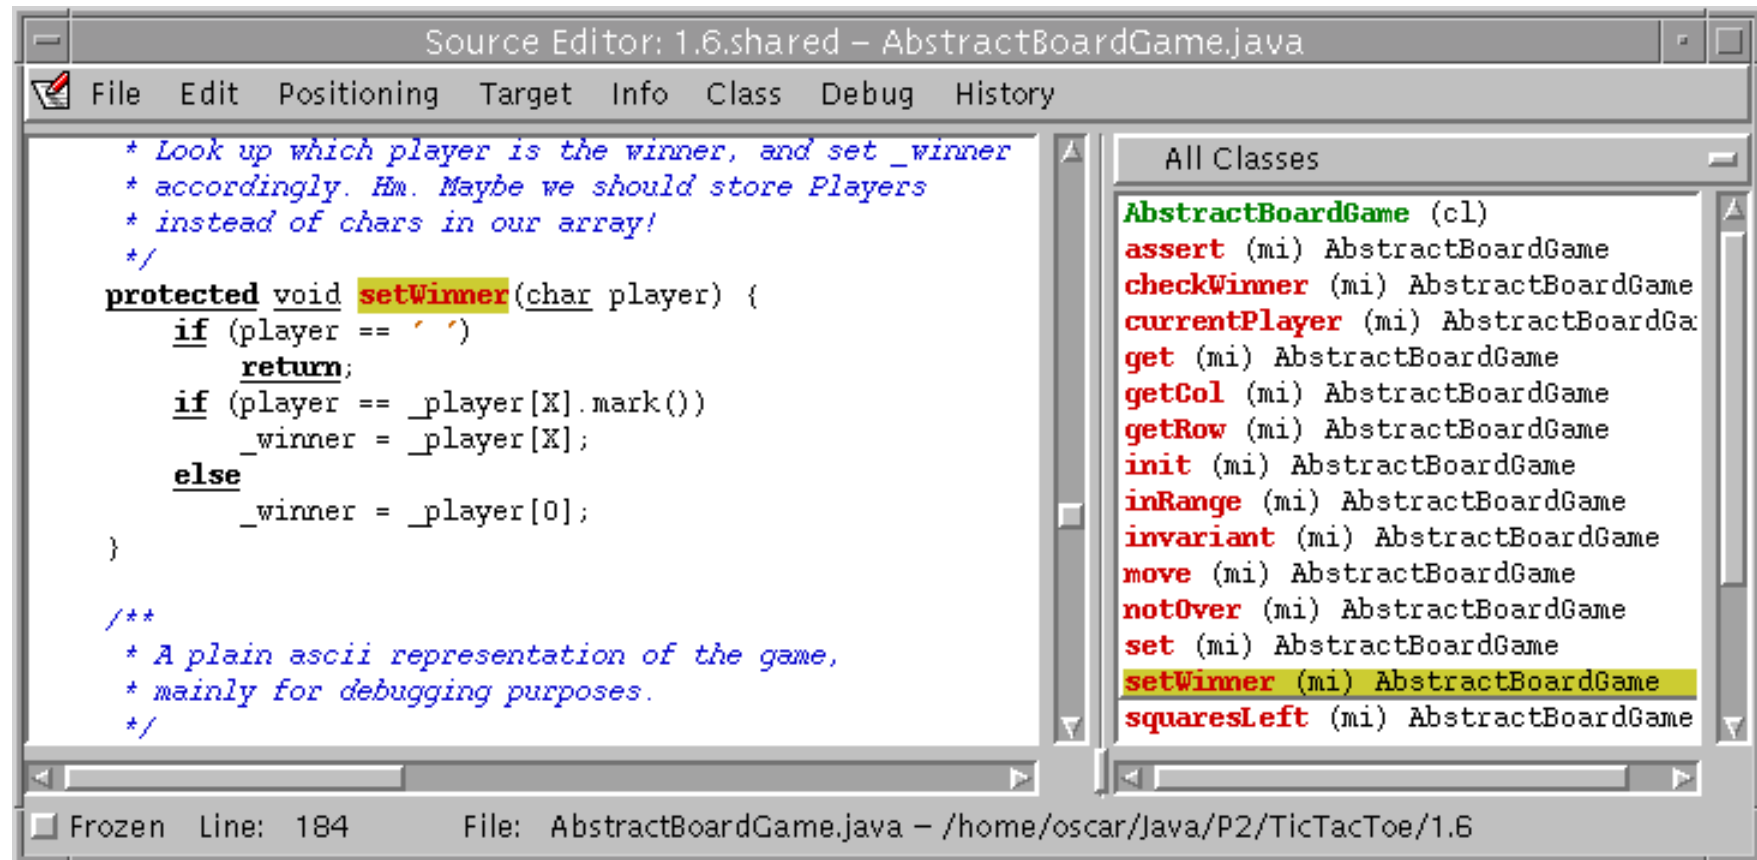 Source Editor: 1.6.shared – AbstractBoardGame.java
File Edit Positioning Target Info Class Debug History
* Look up which player is the winner, and set _winner
* accordingly. Hm. Maybe we should store Players
* instead of chars in our array!
*/
protected void setWinner(char player) {
if (player == ' ')
return;
if (player == _player[X].mark())
_winner = _player[X];
else
_winner = _player[O];
}
/**
* A plain ascii representation of the game,
* mainly for debugging purposes.
*/
All Classes
AbstractBoardGame (cl)
assert (mi) AbstractBoardGame
checkWinner (mi) AbstractBoardGame
currentPlayer (mi) AbstractBoardGa
get (mi) AbstractBoardGame
getCol (mi) AbstractBoardGame
getRow (mi) AbstractBoardGame
init (mi) AbstractBoardGame
inRange (mi) AbstractBoardGame
invariant (mi) AbstractBoardGame
move (mi) AbstractBoardGame
notOver (mi) AbstractBoardGame
set (mi) AbstractBoardGame
setWinner (mi) AbstractBoardGame
squaresLeft (mi) AbstractBoardGame
Frozen Line: 184 File: AbstractBoardGame.java – /home/oscar/Java/P2/TicTacToe/1.6